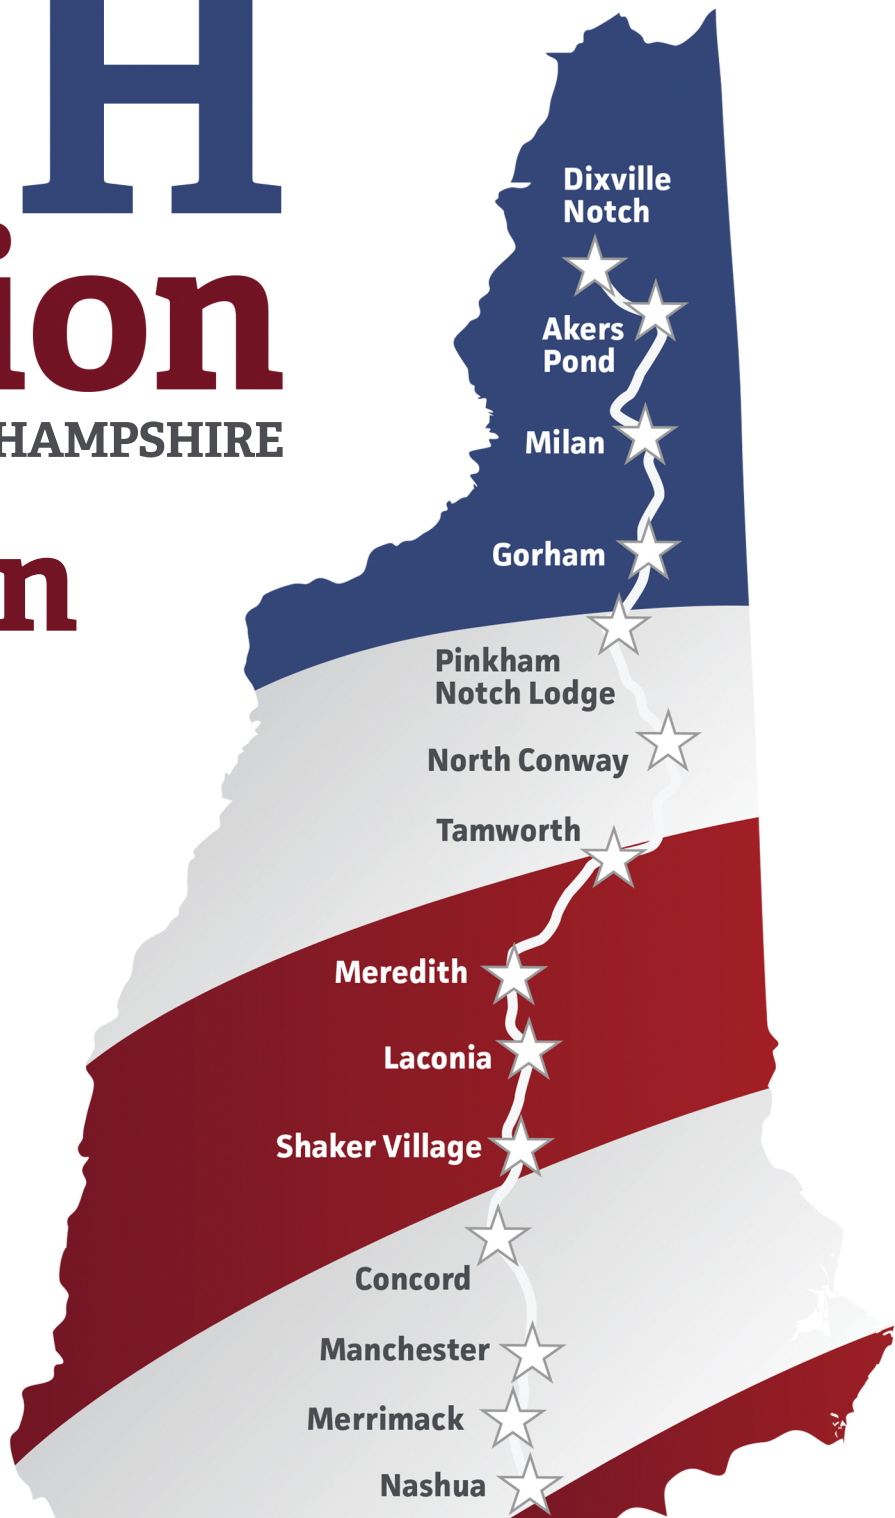 H
ion
HAMPSHIRE
n
Dixville
Notch
Akers
Pond
Milan
Gorham
Pinkham
Notch Lodge
North Conway
Tamworth
Meredith
Laconia
Shaker Village
Concord
Manchester
Merrimack
Nashua